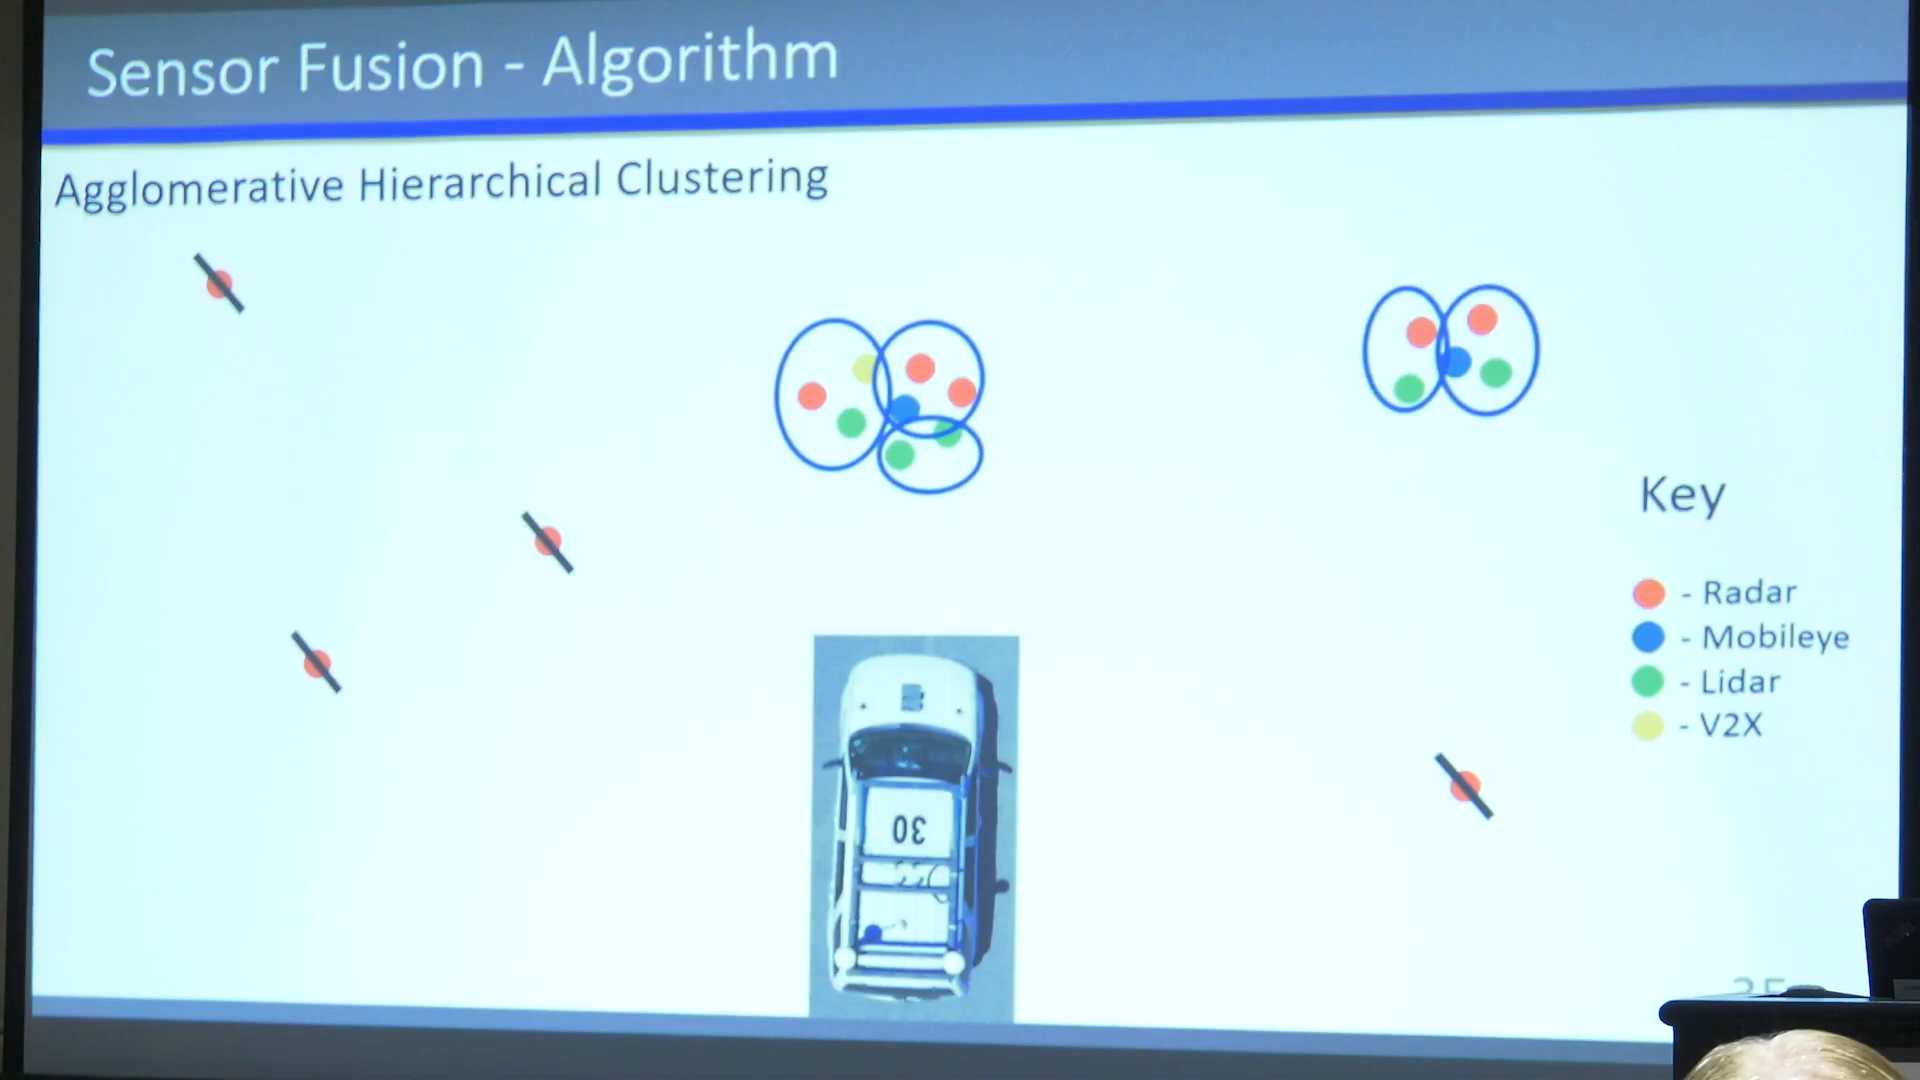 Sensor Fusion - Algorithm
Agglomerative Hierarchical Clustering
Key
- Radar
- Mobileye
- Lidar
- V2X
30